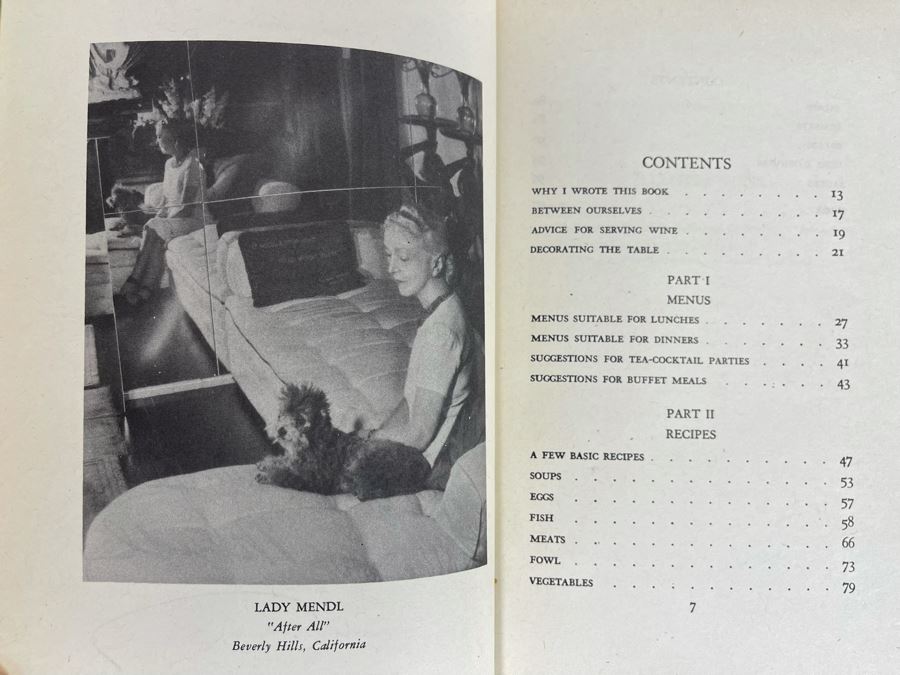 LADY MENDL
"After All"
Beverly Hills, California
CONTENTS
WHY I WROTE THIS BOOK . . . . . . . 13
BETWEEN OURSELVES . . . . . . . . 17
ADVICE FOR SERVING WINE . . . . . . . 19
DECORATING THE TABLE . . . . . . . . 21
PART I
MENUS
MENUS SUITABLE FOR LUNCHES . . . . . . 27
MENUS SUITABLE FOR DINNERS . . . . . . 33
SUGGESTIONS FOR TEA-COCKTAIL PARTIES . . . . 41
SUGGESTIONS FOR BUFFET MEALS . . . . . . 43
PART II
RECIPES
A FEW BASIC RECIPES . . . . . . . . 47
SOUPS . . . . . . . . . . . 53
EGGS . . . . . . . . . . . 57
FISH . . . . . . . . . . . 58
MEATS . . . . . . . . . . . 66
FOWL . . . . . . . . . . . 73
VEGETABLES . . . . . . . . . . 79
7